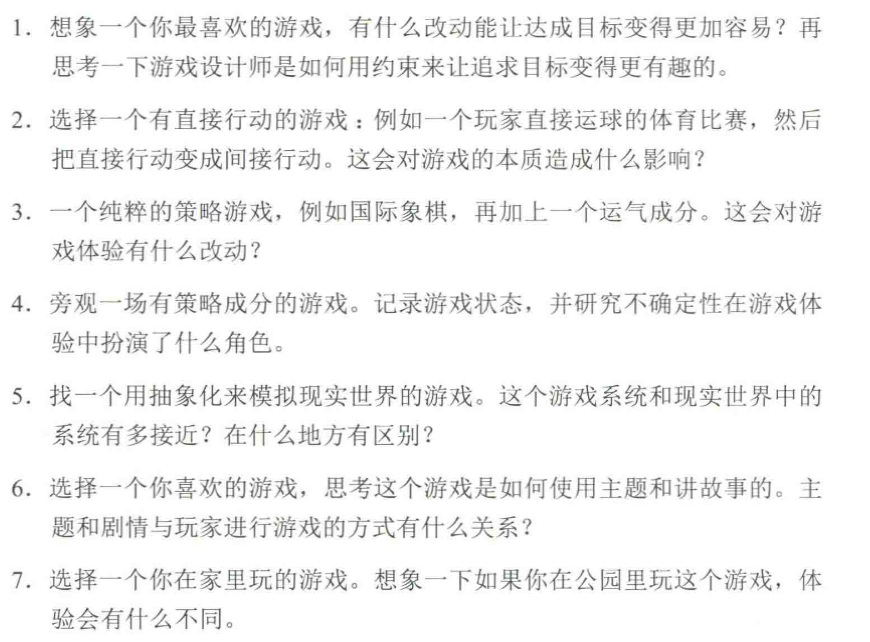 1. 想象一个你最喜欢的游戏，有什么改动能让达成目标变得更加容易？再
思考一下游戏设计师是如何用约束来让追求目标变得更有趣的。
2. 选择一个有直接行动的游戏：例如一个玩家直接运球的体育比赛，然后
把直接行动变成间接行动。这会对游戏的本质造成什么影响？
3. 一个纯粹的策略游戏，例如国际象棋，再加上一个运气成分。这会对游
戏体验有什么改动？
4. 旁观一场有策略成分的游戏。记录游戏状态，并研究不确定性在游戏体
验中扮演了什么角色。
5. 找一个用抽象化来模拟现实世界的游戏。这个游戏系统和现实世界中的
系统有多接近？在什么地方有区别？
6. 选择一个你喜欢的游戏，思考这个游戏是如何使用主题和讲故事的。主
题和剧情与玩家进行游戏的方式有什么关系？
7. 选择一个你在家里玩的游戏。想象一下如果你在公园里玩这个游戏，体
验会有什么不同。